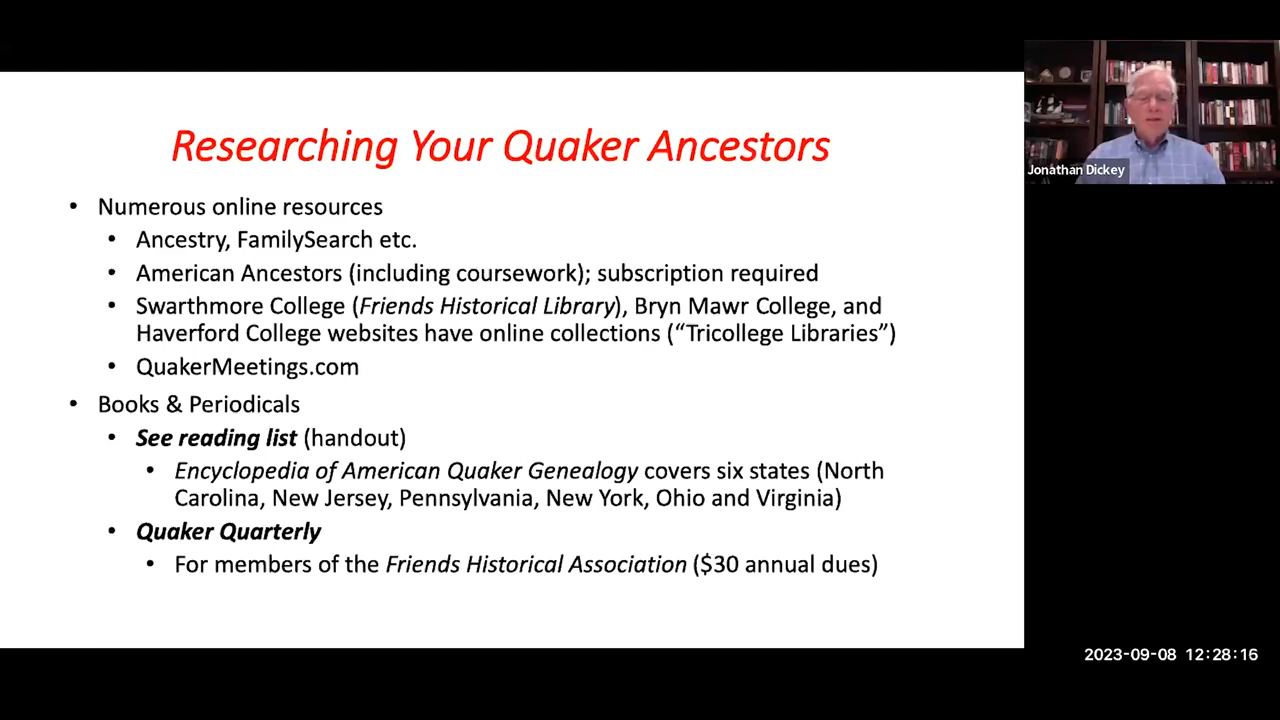 Researching Your Quaker Ancestors
• Numerous online resources
• Ancestry, FamilySearch etc.
• American Ancestors (including coursework); subscription required
• Swarthmore College (Friends Historical Library), Bryn Mawr College, and
Haverford College websites have online collections (“Tricollege Libraries”)
• QuakerMeetings.com
• Books & Periodicals
• See reading list (handout)
• Encyclopedia of American Quaker Genealogy covers six states (North
Carolina, New Jersey, Pennsylvania, New York, Ohio and Virginia)
• Quaker Quarterly
• For members of the Friends Historical Association ($30 annual dues)
Jonathan Dickey
2023-09-08 12:28:16